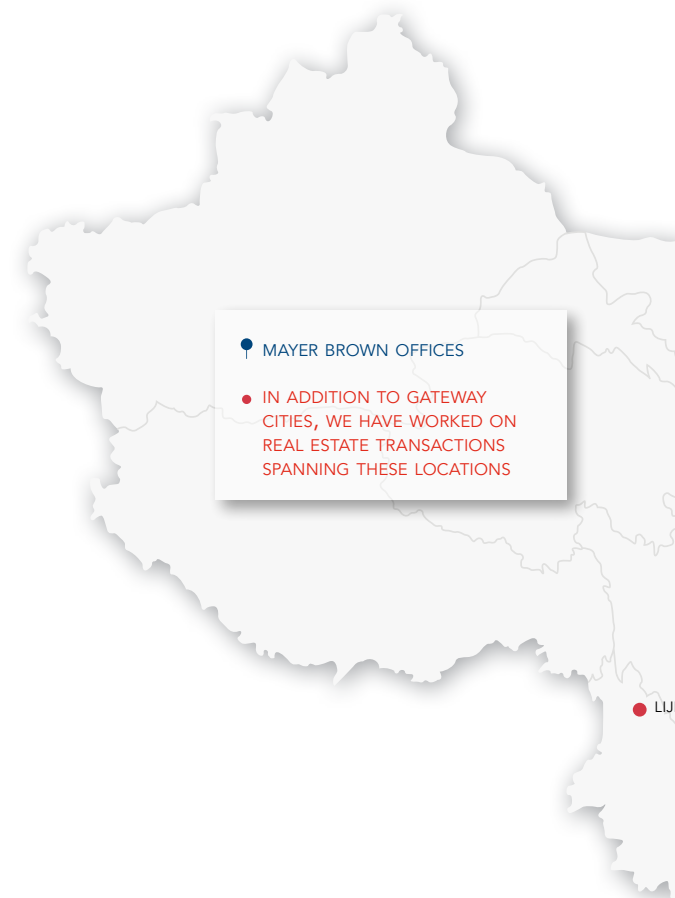 MAYER BROWN OFFICES
IN ADDITION TO GATEWAY
CITIES, WE HAVE WORKED ON
REAL ESTATE TRANSACTIONS
SPANNING THESE LOCATIONS